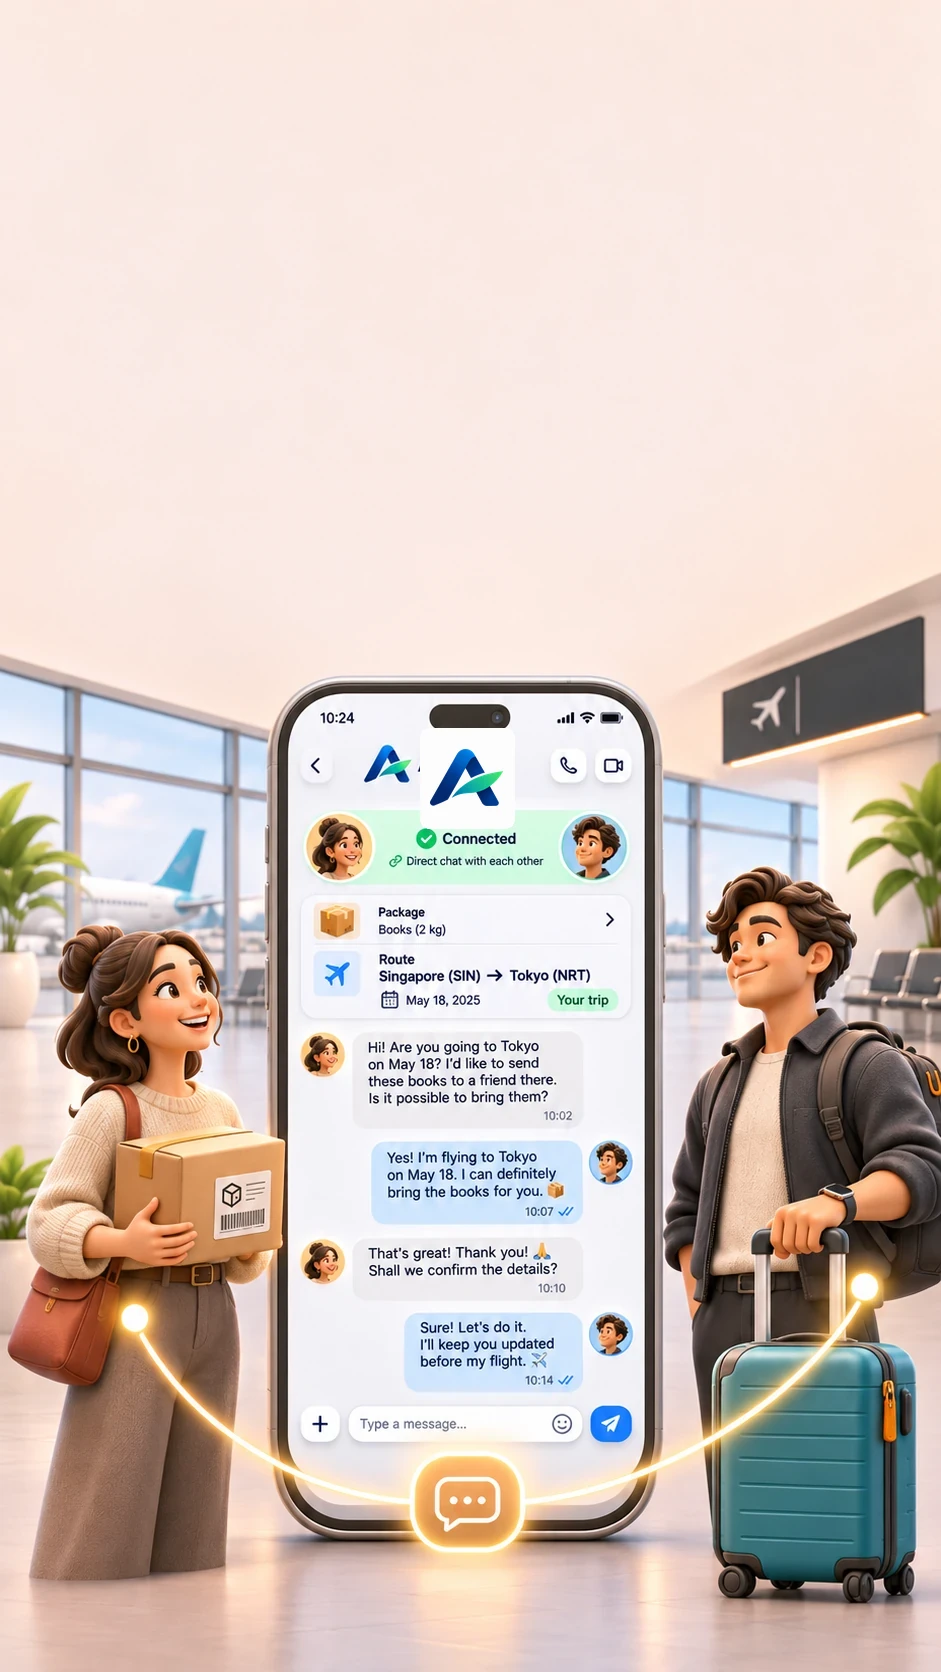 10:24
Connected
Direct chat with each other
Package
Books (2 kg)
Route
Singapore (SIN) → Tokyo (NRT)
May 18, 2025
Your trip
Hi! Are you going to Tokyo
on May 18? I'd like to send
these books to a friend there.
Is it possible to bring them?
10:02
Yes! I'm flying to Tokyo
on May 18. I can definitely
bring the books for you. 📦
10:07
That's great! Thank you! 🙏
Shall we confirm the details?
10:10
Sure! Let's do it.
I'll keep you updated
before my flight. ✈️
10:14
Type a message...